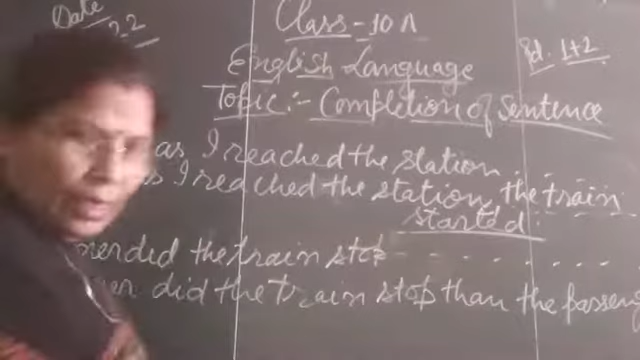 Date
Class - 10 A
Pd. 1+2
English Language
Topic :- Completion of Sentence
as I reached the station . . .
I reached the station, the train
started.
did the train stop - - . . . . . .
did the train stop than the